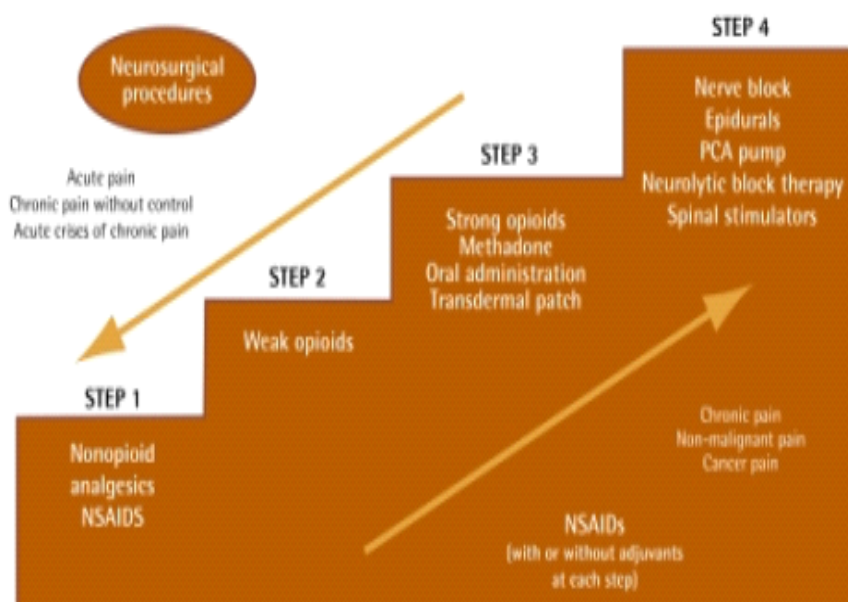 Neurosurgical
procedures
Acute pain
Chronic pain without control
Acute crises of chronic pain
STEP 1
Nonopioid
analgesics
NSAIDS
STEP 2
Weak opioids
STEP 3
Strong opioids
Methadone
Oral administration
Transdermal patch
STEP 4
Nerve block
Epidurals
PCA pump
Neurolytic block therapy
Spinal stimulators
Chronic pain
Non-malignant pain
Cancer pain
NSAIDs
(with or without adjuvants
at each step)